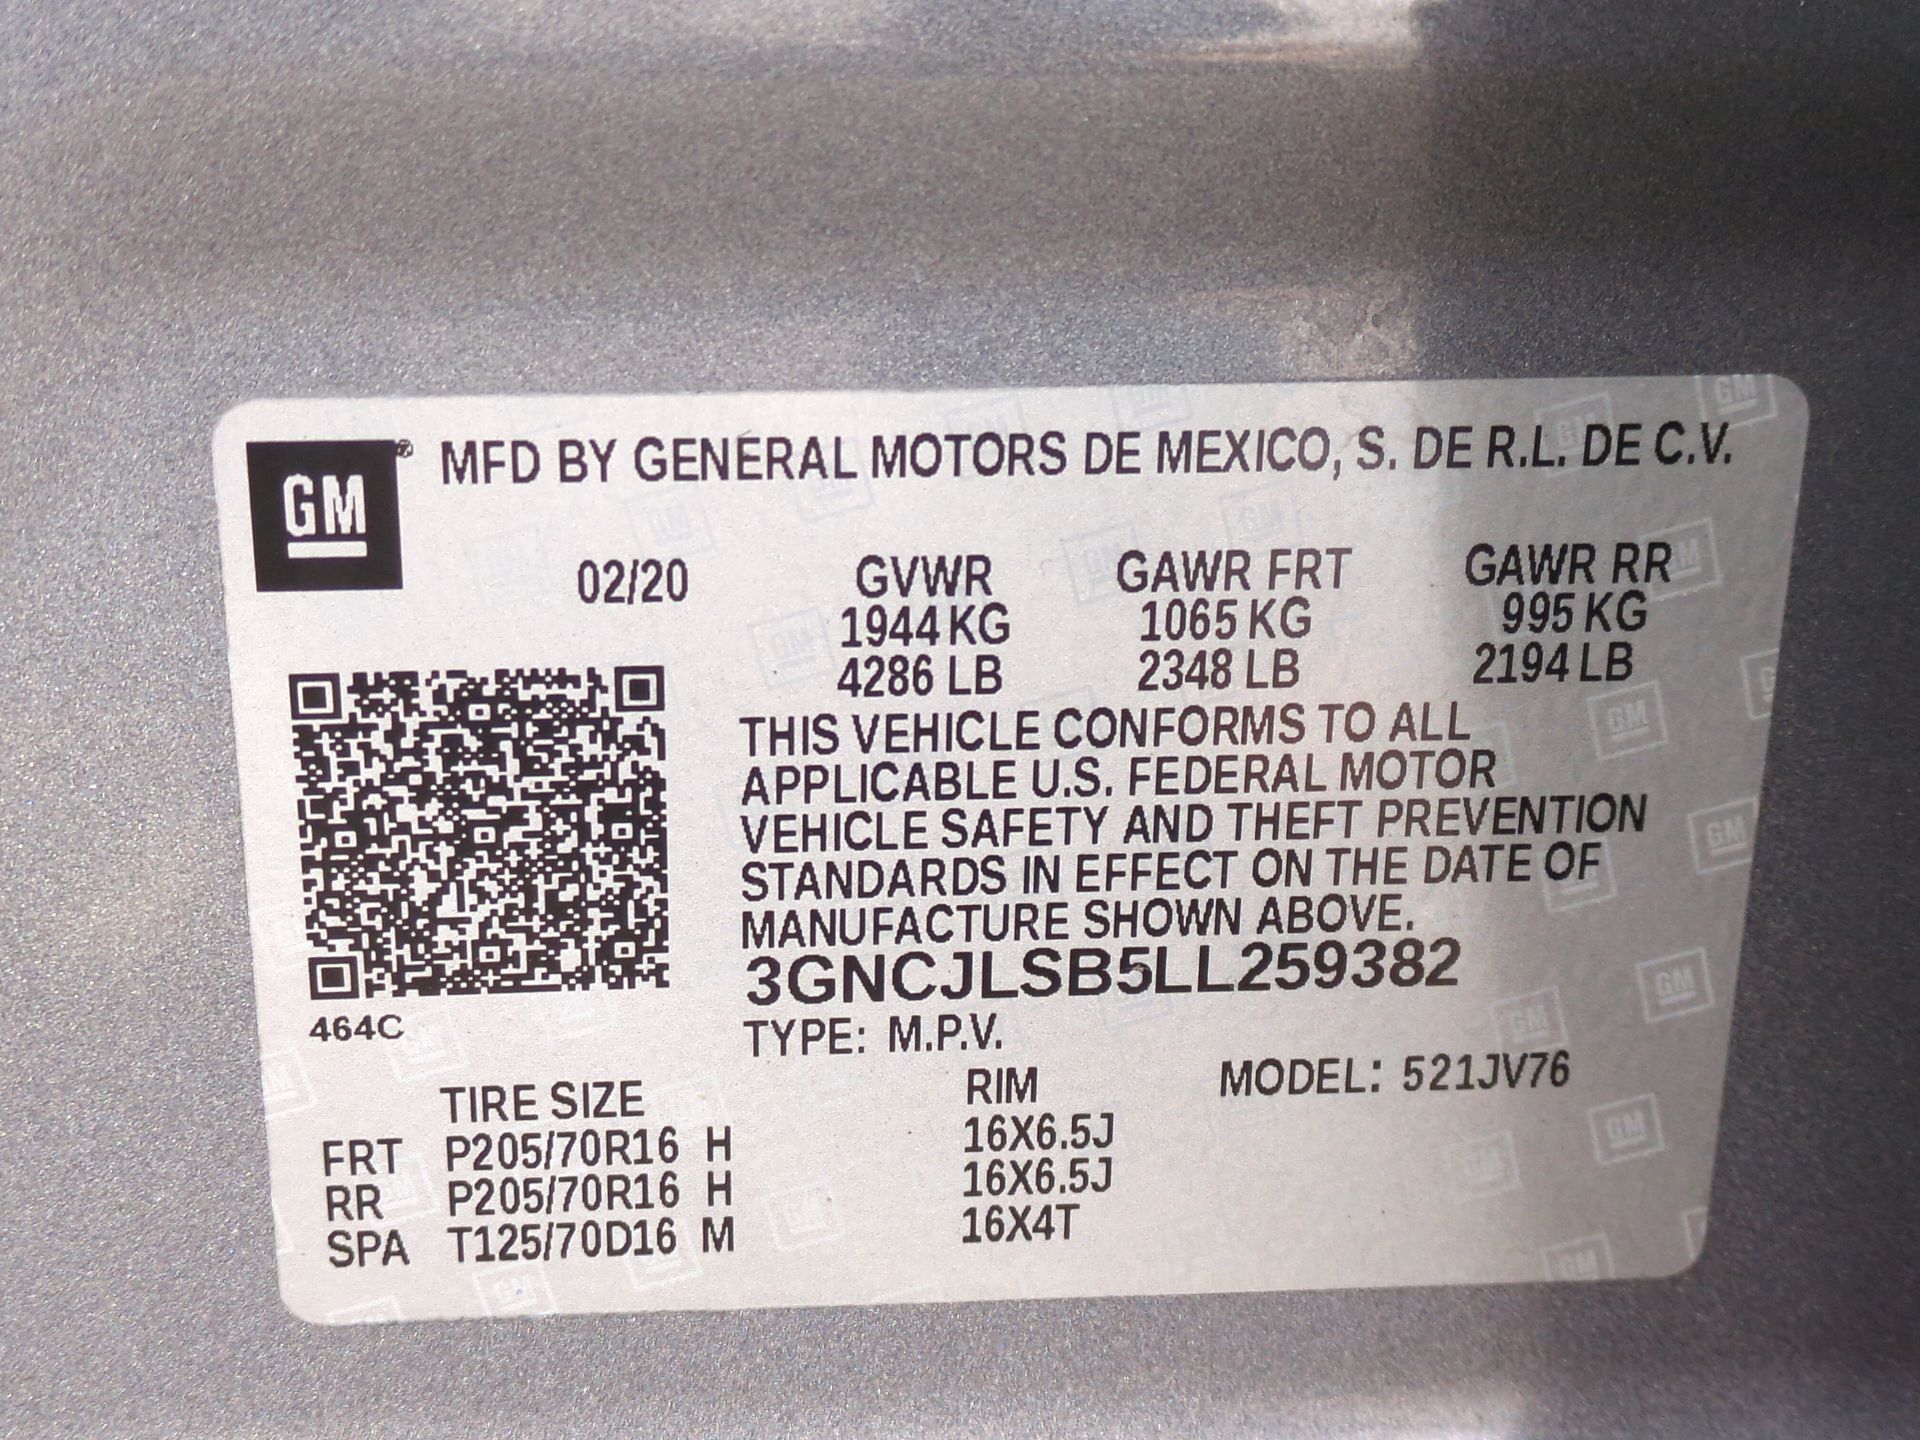 GM® MFD BY GENERAL MOTORS DE MEXICO, S. DE R.L. DE C.V.
02/20 GVWR GAWR FRT GAWR RR
1944 KG 1065 KG 995 KG
4286 LB 2348 LB 2194 LB
THIS VEHICLE CONFORMS TO ALL
APPLICABLE U.S. FEDERAL MOTOR
VEHICLE SAFETY AND THEFT PREVENTION
STANDARDS IN EFFECT ON THE DATE OF
MANUFACTURE SHOWN ABOVE.
3GNCJLSB5LL259382
464C
TYPE: M.P.V.
TIRE SIZE RIM MODEL: 521JV76
FRT P205/70R16 H 16X6.5J
RR P205/70R16 H 16X6.5J
SPA T125/70D16 M 16X4T